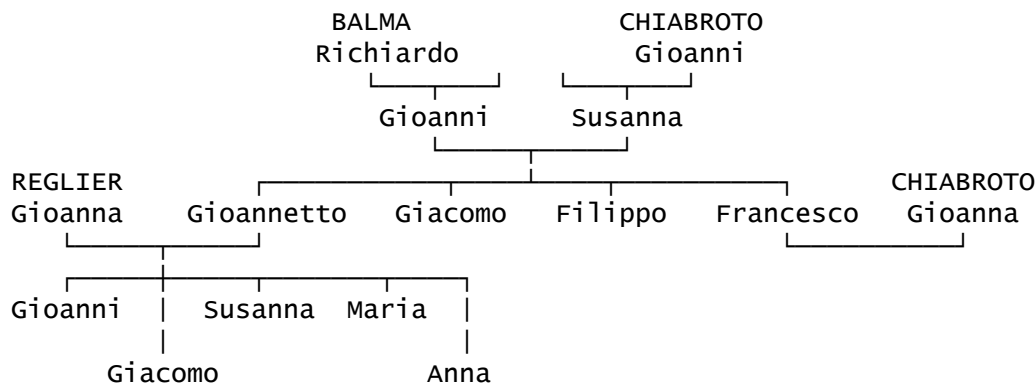 BALMA CHIABROTO
Richiardo Gioanni
Gioanni Susanna
REGLIER CHIABROTO
Gioanna Gioannetto Giacomo Filippo Francesco Gioanna
Gioanni Susanna Maria
Giacomo Anna